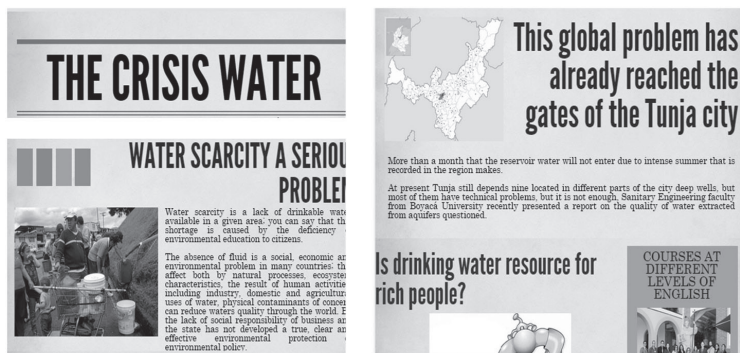 THE CRISIS WATER
WATER SCARCITY A SERIOU
PROBLE
Water scarcity is a lack of drinkable wate
available in a given area; you can say that th
shortage is caused by the deficiency
environmental education to citizens.
The absence of fluid is a social, economic an
environmental problem in many countries; th
affect both by natural processes, ecosyste
characteristics, the result of human activitie
including industry, domestic and agricultura
uses of water, physical contaminants of concer
can reduce waters quality through the world. B
the lack of social responsibility of business an
the state has not developed a true, clear an
effective environmental protection
environmental policy.
This global problem has
already reached the
gates of the Tunja city
More than a month that the reservoir water will not enter due to intense summer that is
recorded in the region makes.
At present Tunja still depends nine located in different parts of the city deep wells, but
most of them have technical problems, but it is not enough, Sanitary Engineering faculty
from Boyacá University recently presented a report on the quality of water extracted
from aquifers questioned.
Is drinking water resource for
rich people?
COURSES AT
DIFFERENT
LEVELS OF
ENGLISH